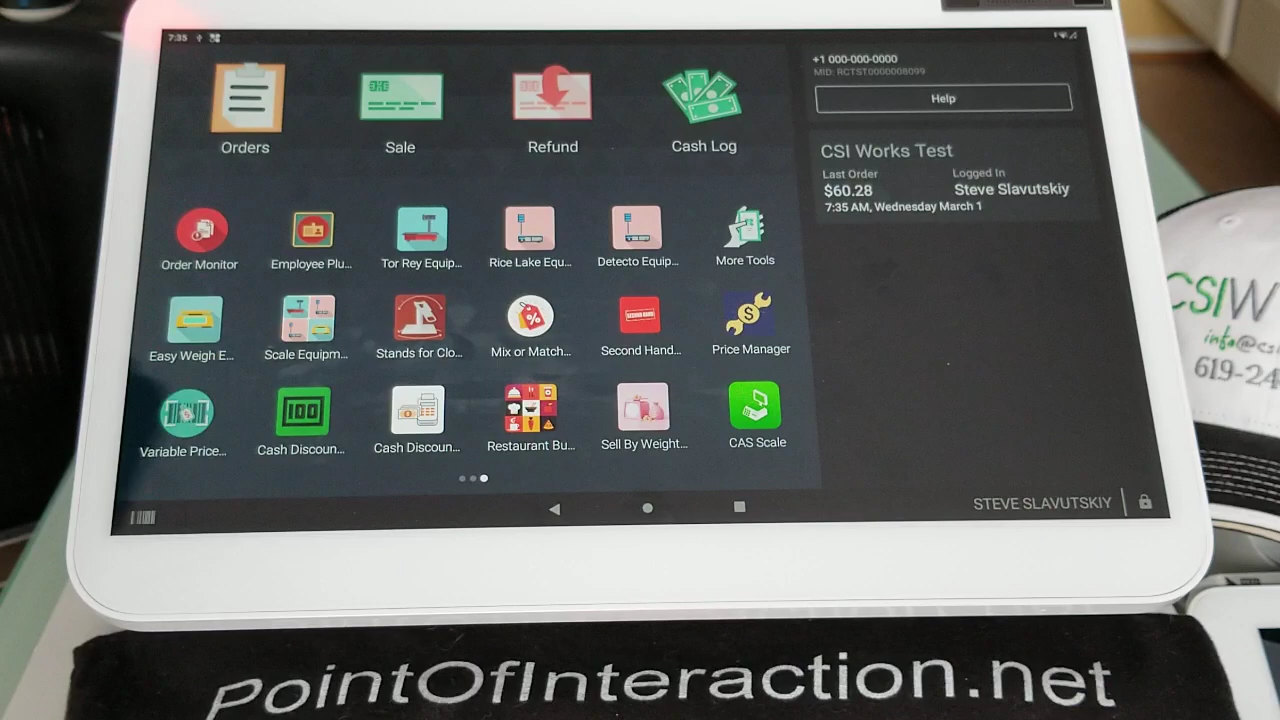 7:35
+1 000-000-0000
MID: RCTST0000008099
Help
Orders
Sale
Refund
Cash Log
CSI Works Test
Last Order
Logged In
$60.28
Steve Slavutskiy
7:35 AM, Wednesday March 1
Order Monitor
Employee Plu...
Tor Rey Equip...
Rice Lake Equ...
Detecto Equip...
More Tools
Easy Weigh E...
Scale Equipm...
Stands for Clo...
Mix or Match...
SECOND HAND
Second Hand...
Price Manager
100
Variable Price...
Cash Discoun...
Cash Discoun...
Restaurant Bu...
Sell By Weight...
CAS Scale
STEVE SLAVUTSKIY
CSIW
info@csi
619-24
PointOfInteraction.net